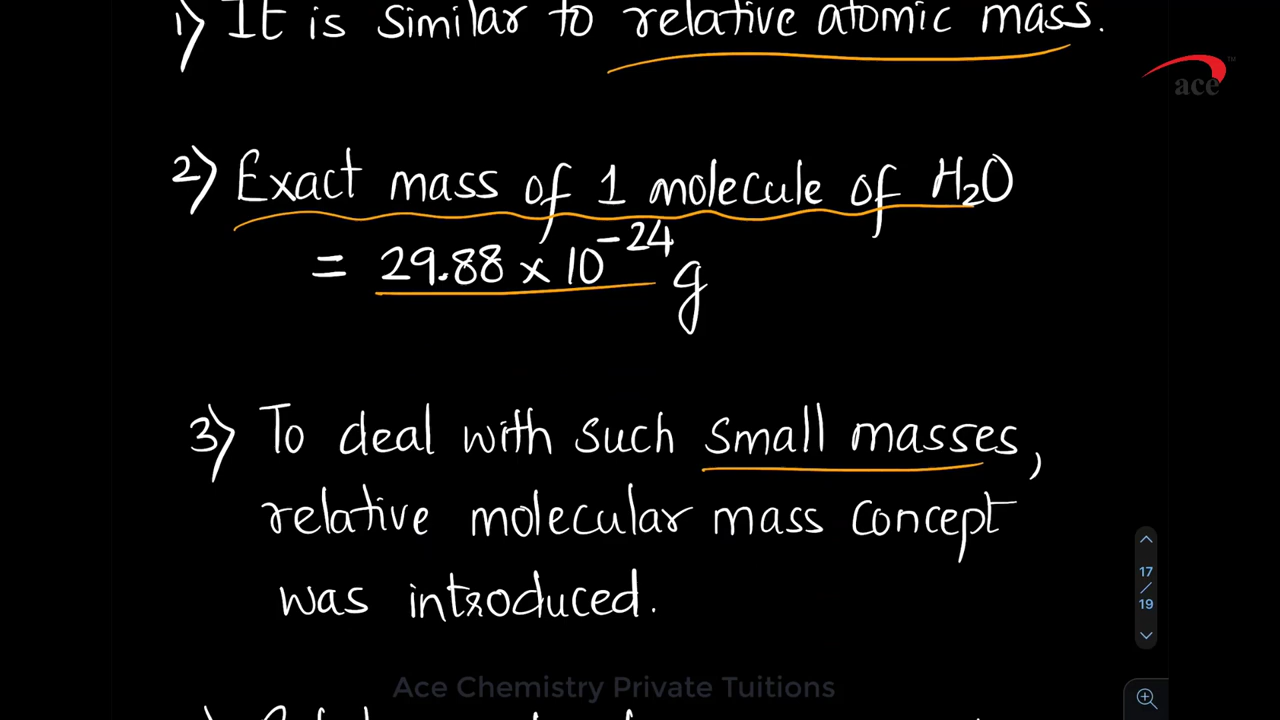 1) It is similar to relative atomic mass.
ace™
2) Exact mass of 1 molecule of H₂O
= 29.88 × 10⁻²⁴ g
3) To deal with such small masses,
relative molecular mass concept
was introduced.
17
/
19
Ace Chemistry Private Tuitions